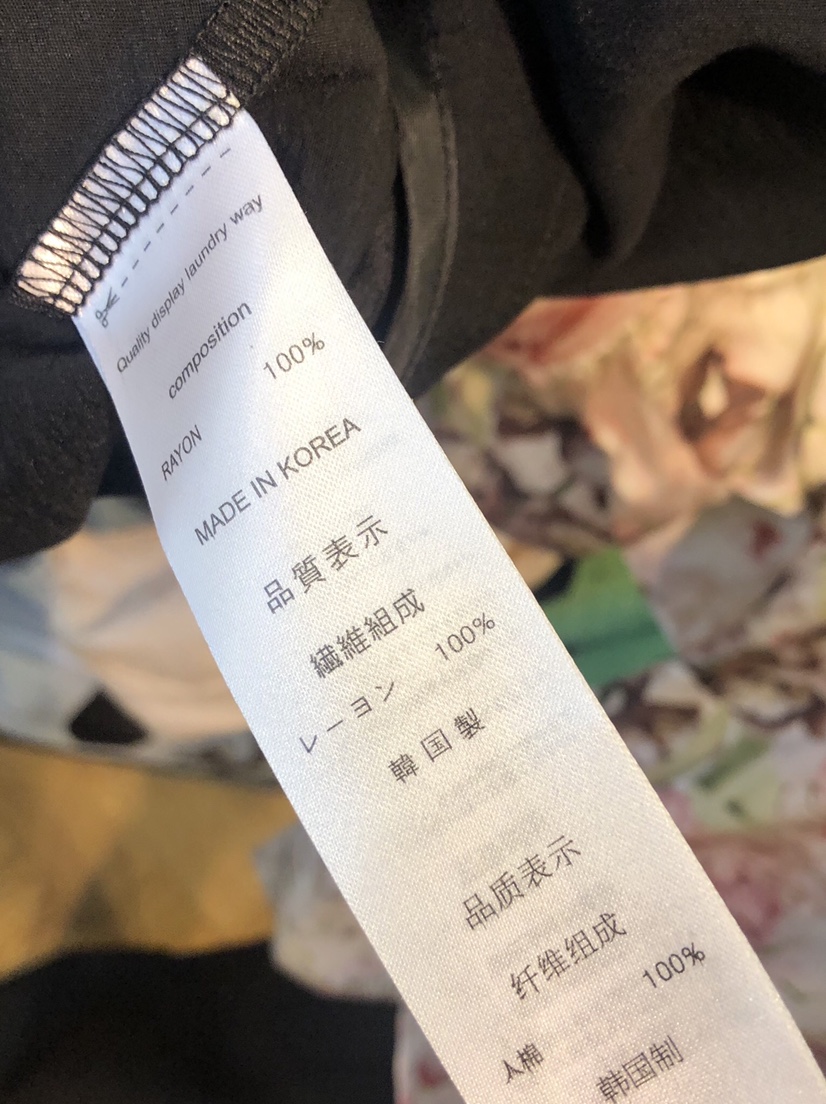 Quality display laundry way
composition
100%
RAYON
MADE IN KOREA
品質表示
繊維組成
100%
レーヨン
韓国製
品质表示
纤维组成
100%
人棉
韩国制